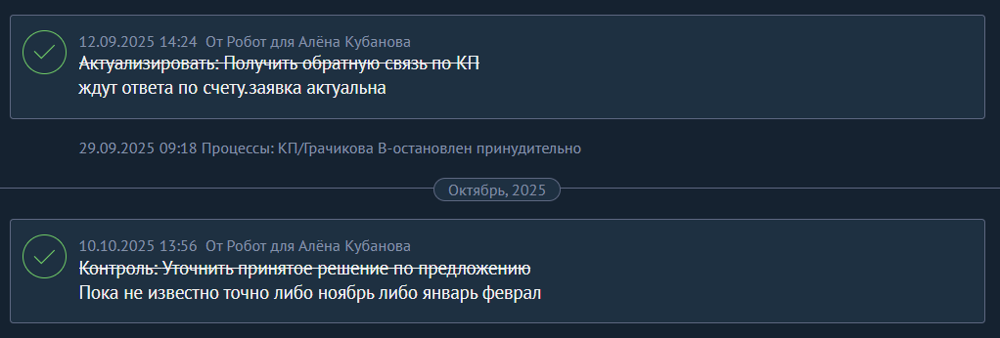 12.09.2025 14:24 От Робот для Алёна Кубанова
Актуализировать: Получить обратную связь по КП
ждут ответа по счету.заявка актуальна
29.09.2025 09:18 Процессы: КП/Грачикова В-остановлен принудительно
Октябрь, 2025
10.10.2025 13:56 От Робот для Алёна Кубанова
Контроль: Уточнить принятое решение по предложению
Пока не известно точно либо ноябрь либо январь феврал